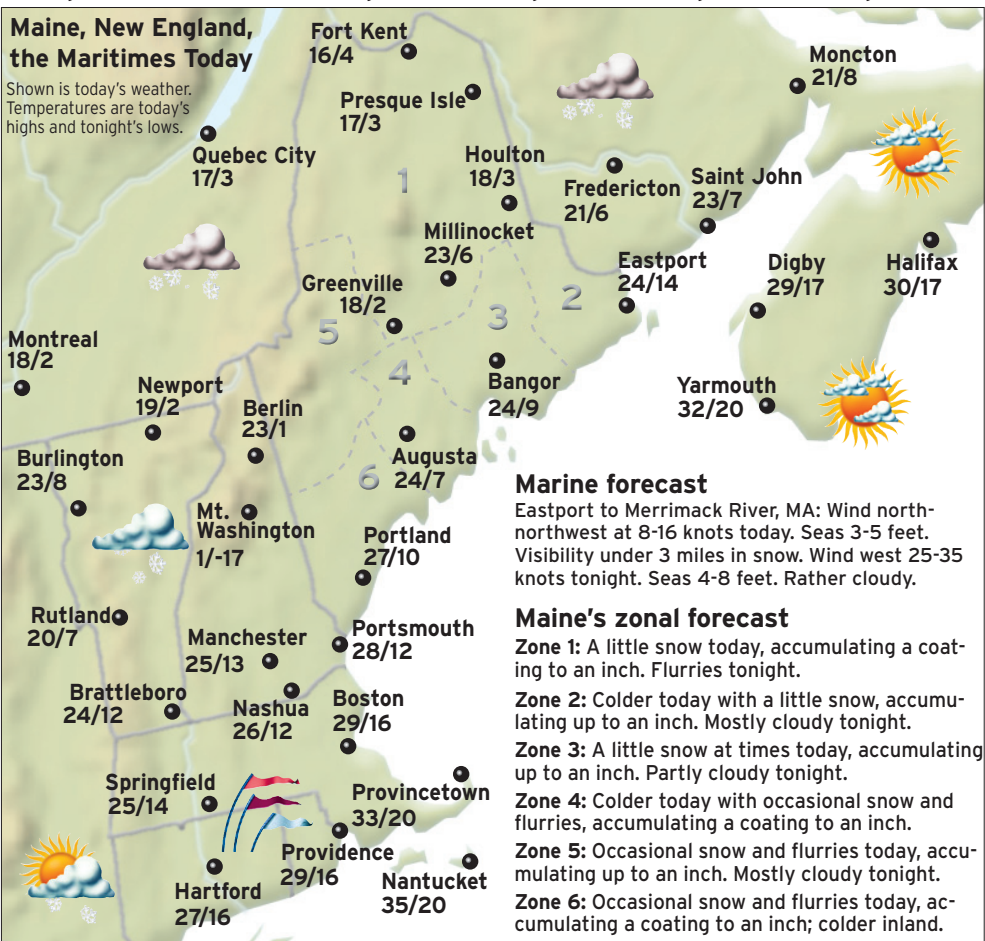 Maine, New England,
the Maritimes Today
Shown is today's weather.
Temperatures are today's
highs and tonight's lows.
Fort Kent
16/4
Presque Isle
17/3
Moncton
21/8
Quebec City
17/3
1
Houlton
18/3
Fredericton
21/6
Saint John
23/7
Millinocket
23/6
Greenville
18/2
Eastport
24/14
Digby
29/17
Halifax
30/17
2
3
5
4
Montreal
18/2
Newport
19/2
Berlin
23/1
Bangor
24/9
Yarmouth
32/20
Burlington
23/8
Augusta
24/7
6
Mt.
Washington
1/-17
Portland
27/10
Rutland
20/7
Manchester
25/13
Portsmouth
28/12
Brattleboro
24/12
Nashua
26/12
Boston
29/16
Springfield
25/14
Provincetown
33/20
Providence
29/16
Hartford
27/16
Nantucket
35/20
Marine forecast
Eastport to Merrimack River, MA: Wind north-
northwest at 8-16 knots today. Seas 3-5 feet.
Visibility under 3 miles in snow. Wind west 25-35
knots tonight. Seas 4-8 feet. Rather cloudy.
Maine's zonal forecast
Zone 1: A little snow today, accumulating a coat-
ing to an inch. Flurries tonight.
Zone 2: Colder today with a little snow, accumu-
lating up to an inch. Mostly cloudy tonight.
Zone 3: A little snow at times today, accumulating
up to an inch. Partly cloudy tonight.
Zone 4: Colder today with occasional snow and
flurries, accumulating a coating to an inch.
Zone 5: Occasional snow and flurries today, accu-
mulating up to an inch. Mostly cloudy tonight.
Zone 6: Occasional snow and flurries today, ac-
cumulating a coating to an inch; colder inland.